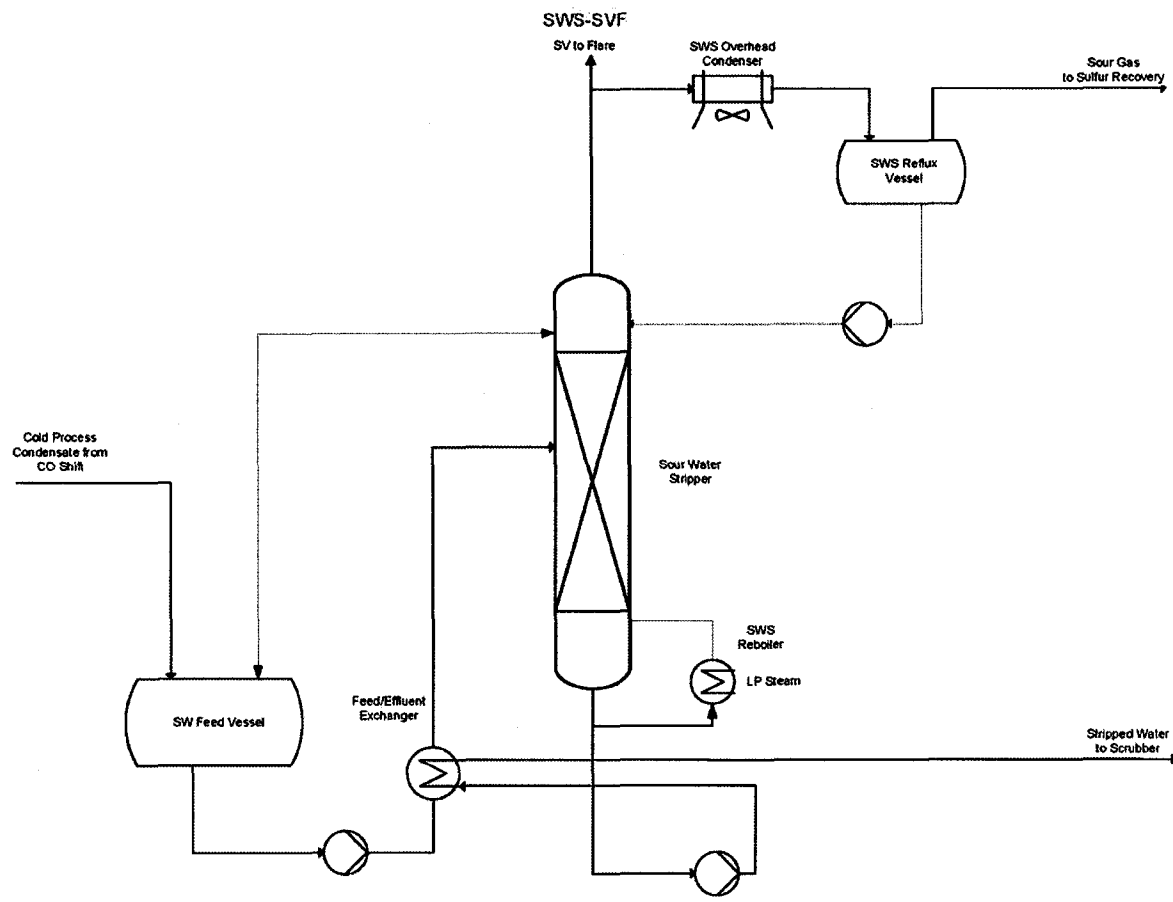 SWS-SVF
SV to Flare
SWS Overhead
Condenser
Sour Gas
to Sulfur Recovery
SWS Reflux
Vessel
Cold Process
Condensate from
CO Shift
Sour Water
Stripper
SWS
Reboiler
LP Steam
Feed/Effluent
Exchanger
SW Feed Vessel
Stripped Water
to Scrubber